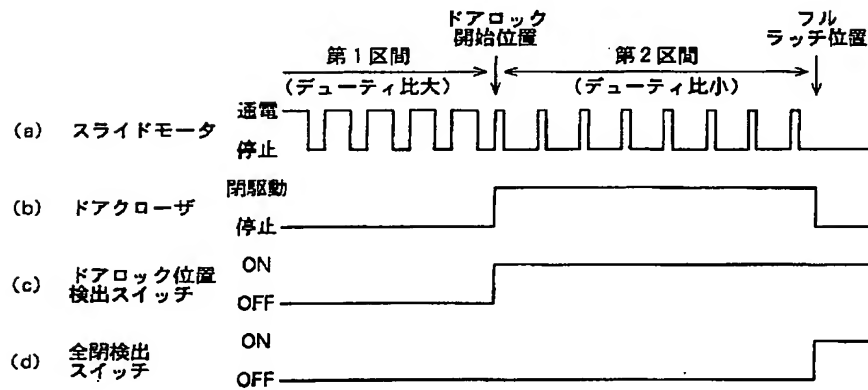 ドアロック
開始位置
フル
ラッチ位置
第1区間
第2区間
(デューティ比大)
(デューティ比小)
(a) スライドモータ
通電
停止
(b) ドアクローザ
閉駆動
停止
(c) ドアロック位置
検出スイッチ
ON
OFF
(d) 全閉検出
スイッチ
ON
OFF